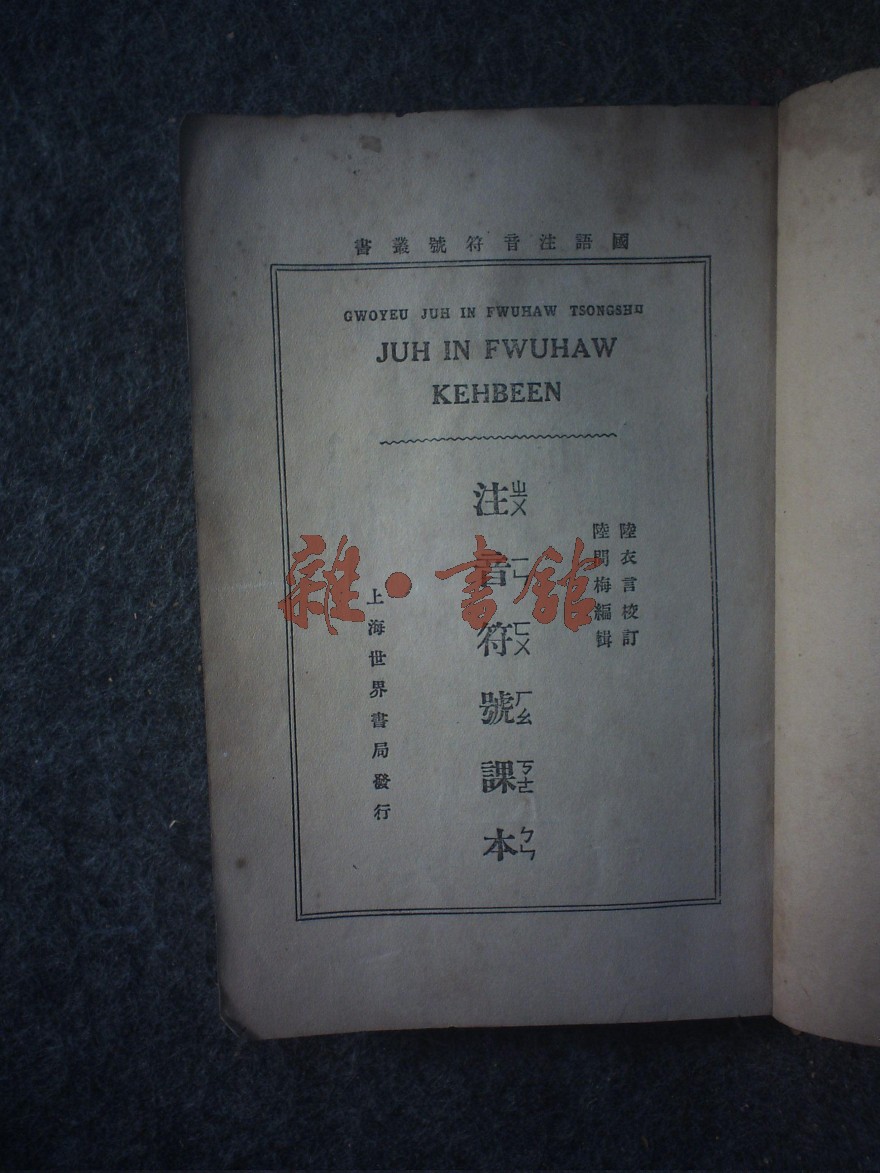 國語注音符號叢書
GWOYEU JUH IN FWUHAW TSONGSHU
JUH IN FWUHAW
KEHBEEN
陸衣言校訂
陸問梅編輯
注ㄓㄨ
音ㄧㄣ
符ㄈㄨ
號ㄏㄠ
課ㄎㄜ
本ㄅㄣ
上海世界書局發行
雜·書館